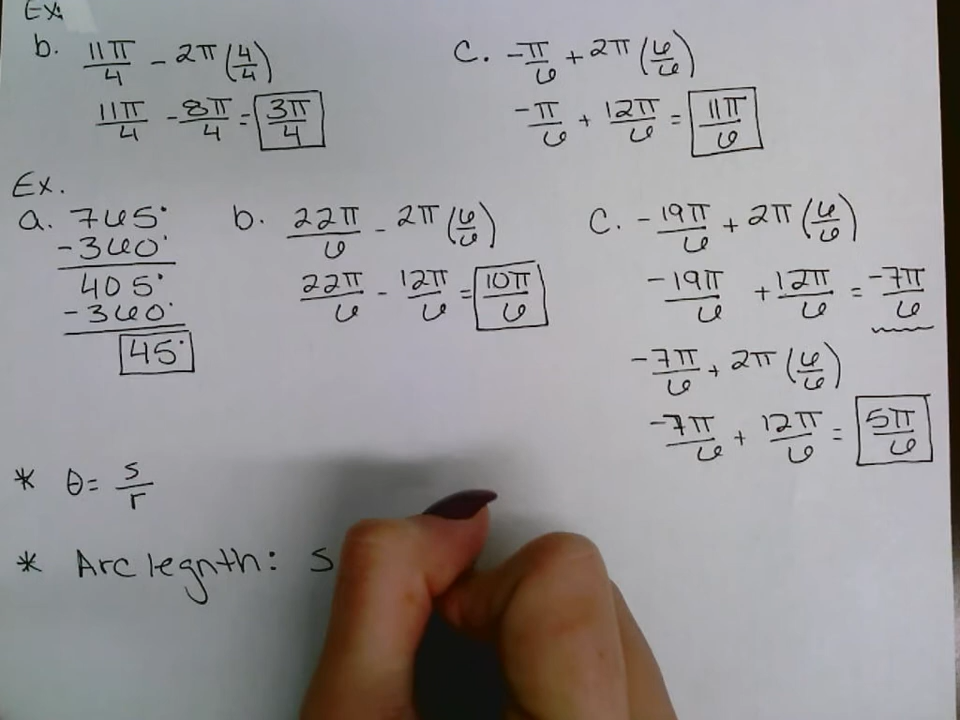 Ex.
b. 11π/4 - 2π(4/4)
11π/4 - 8π/4 = 3π/4
c. -π/6 + 2π(6/6)
-π/6 + 12π/6 = 11π/6
Ex.
a. 765°
-360°
405°
-360°
45°
b. 22π/6 - 2π(6/6)
22π/6 - 12π/6 = 10π/6
c. -19π/6 + 2π(6/6)
-19π/6 + 12π/6 = -7π/6
-7π/6 + 2π(6/6)
-7π/6 + 12π/6 = 5π/6
* θ = s/r
* Arc legnth: s